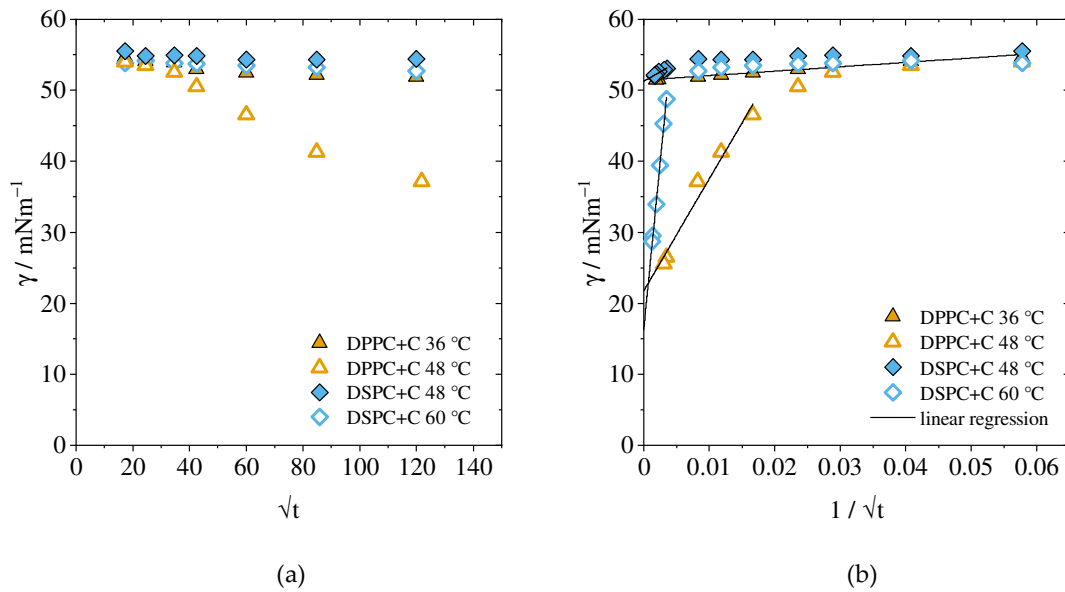 60
50
40
30
20
10
0
γ / mNm⁻¹
DPPC+C 36 °C
DPPC+C 48 °C
DSPC+C 48 °C
DSPC+C 60 °C
0 20 40 60 80 100 120 140
√t
(a)
60
50
40
30
20
10
0
γ / mNm⁻¹
DPPC+C 36 °C
DPPC+C 48 °C
DSPC+C 48 °C
DSPC+C 60 °C
linear regression
0 0.01 0.02 0.03 0.04 0.05 0.06
1 / √t
(b)